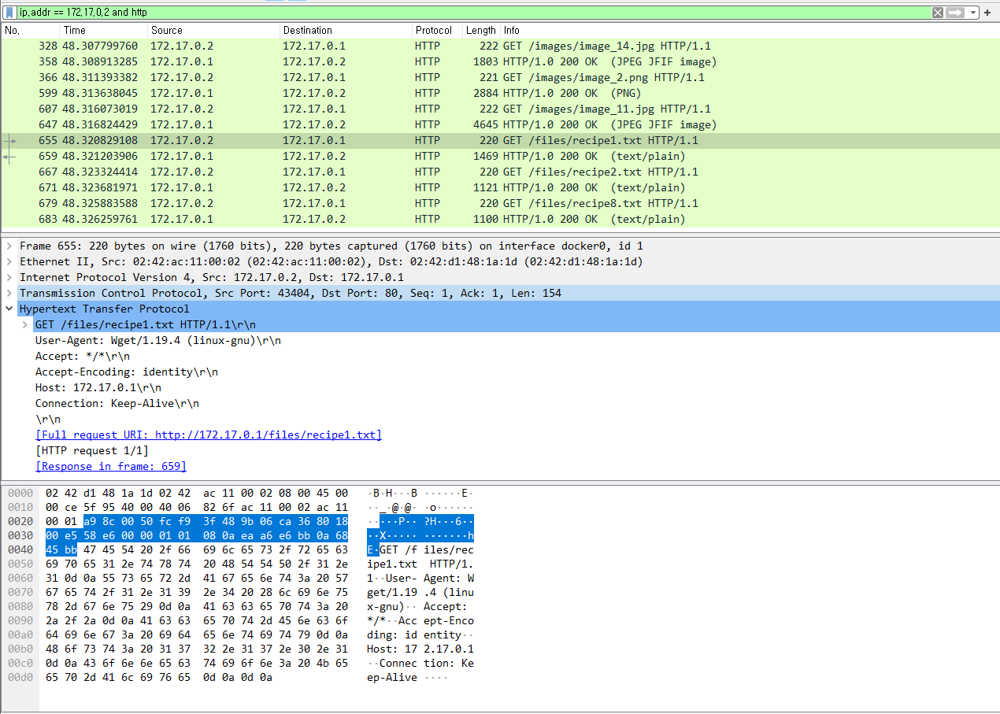 ip.addr == 172.17.0.2 and http
No. Time Source Destination Protocol Length Info
328 48.307799760 172.17.0.2 172.17.0.1 HTTP 222 GET /images/image_14.jpg HTTP/1.1
358 48.308913285 172.17.0.1 172.17.0.2 HTTP 1803 HTTP/1.0 200 OK (JPEG JFIF image)
366 48.311393382 172.17.0.2 172.17.0.1 HTTP 221 GET /images/image_2.png HTTP/1.1
599 48.313638045 172.17.0.1 172.17.0.2 HTTP 2884 HTTP/1.0 200 OK (PNG)
607 48.316073019 172.17.0.2 172.17.0.1 HTTP 222 GET /images/image_11.jpg HTTP/1.1
647 48.316824429 172.17.0.1 172.17.0.2 HTTP 4645 HTTP/1.0 200 OK (JPEG JFIF image)
655 48.320829108 172.17.0.2 172.17.0.1 HTTP 220 GET /files/recipe1.txt HTTP/1.1
659 48.321203906 172.17.0.1 172.17.0.2 HTTP 1469 HTTP/1.0 200 OK (text/plain)
667 48.323324414 172.17.0.2 172.17.0.1 HTTP 220 GET /files/recipe2.txt HTTP/1.1
671 48.323681971 172.17.0.1 172.17.0.2 HTTP 1121 HTTP/1.0 200 OK (text/plain)
679 48.325883588 172.17.0.2 172.17.0.1 HTTP 220 GET /files/recipe8.txt HTTP/1.1
683 48.326259761 172.17.0.1 172.17.0.2 HTTP 1100 HTTP/1.0 200 OK (text/plain)
Frame 655: 220 bytes on wire (1760 bits), 220 bytes captured (1760 bits) on interface docker0, id 1
Ethernet II, Src: 02:42:ac:11:00:02 (02:42:ac:11:00:02), Dst: 02:42:d1:48:1a:1d (02:42:d1:48:1a:1d)
Internet Protocol Version 4, Src: 172.17.0.2, Dst: 172.17.0.1
Transmission Control Protocol, Src Port: 43404, Dst Port: 80, Seq: 1, Ack: 1, Len: 154
Hypertext Transfer Protocol
GET /files/recipe1.txt HTTP/1.1\r\n
User-Agent: Wget/1.19.4 (linux-gnu)\r\n
Accept: */*\r\n
Accept-Encoding: identity\r\n
Host: 172.17.0.1\r\n
Connection: Keep-Alive\r\n
\r\n
[Full request URI: http://172.17.0.1/files/recipe1.txt]
[HTTP request 1/1]
[Response in frame: 659]
0000 02 42 d1 48 1a 1d 02 42 ac 11 00 02 08 00 45 00 ·B·H···B ······E·
0010 00 ce 5f 95 40 00 40 06 82 6f ac 11 00 02 ac 11 ··_·@·@· ·o······
0020 00 01 a9 8c 00 50 fc f9 3f 48 9b 06 ca 36 80 18 ·····P·· ?H···6··
0030 00 e5 58 e6 00 00 01 01 08 0a ea a6 e6 bb 0a 68 ··X····· ·······h
0040 45 bb 47 45 54 20 2f 66 69 6c 65 73 2f 72 65 63 E·GET /f iles/rec
0050 69 70 65 31 2e 74 78 74 20 48 54 54 50 2f 31 2e ipe1.txt HTTP/1.
0060 31 0d 0a 55 73 65 72 2d 41 67 65 6e 74 3a 20 57 1··User- Agent: W
0070 67 65 74 2f 31 2e 31 39 2e 34 20 28 6c 69 6e 75 get/1.19 .4 (linu
0080 78 2d 67 6e 75 29 0d 0a 41 63 63 65 70 74 3a 20 x-gnu)·· Accept:
0090 2a 2f 2a 0d 0a 41 63 63 65 70 74 2d 45 6e 63 6f */*··Acc ept-Enco
00a0 64 69 6e 67 3a 20 69 64 65 6e 74 69 74 79 0d 0a ding: id entity··
00b0 48 6f 73 74 3a 20 31 37 32 2e 31 37 2e 30 2e 31 Host: 17 2.17.0.1
00c0 0d 0a 43 6f 6e 6e 65 63 74 69 6f 6e 3a 20 4b 65 ··Connec tion: Ke
00d0 65 70 2d 41 6c 69 76 65 0d 0a 0d 0a ep-Alive ····